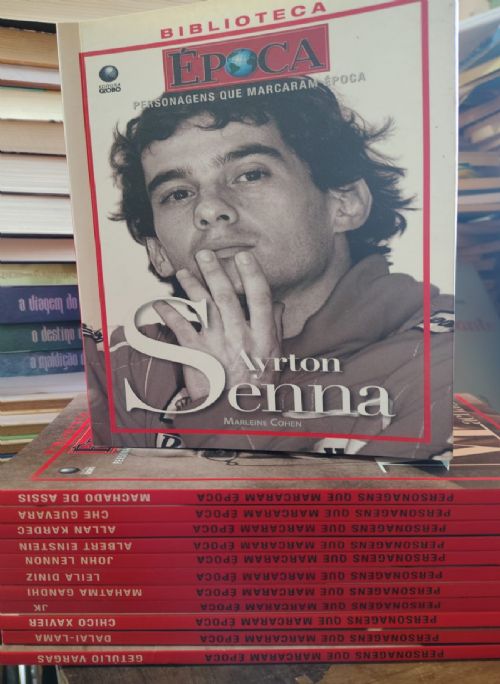 BIBLIOTECA
ÉPOCA
EDITORA
GLOBO
PERSONAGENS QUE MARCARAM ÉPOCA
Ayrton
Senna
MARLEINE COHEN
a viagem do
o destino
a maldição
PERSONAGENS QUE MARCARAM ÉPOCA MACHADO DE ASSIS
PERSONAGENS QUE MARCARAM ÉPOCA CHE GUEVARA
PERSONAGENS QUE MARCARAM ÉPOCA ALLAN KARDEC
PERSONAGENS QUE MARCARAM ÉPOCA ALBERT EINSTEIN
PERSONAGENS QUE MARCARAM ÉPOCA JOHN LENNON
PERSONAGENS QUE MARCARAM ÉPOCA LEILA DINIZ
PERSONAGENS QUE MARCARAM ÉPOCA MAHATMA GANDHI
PERSONAGENS QUE MARCARAM ÉPOCA JK
PERSONAGENS QUE MARCARAM ÉPOCA CHICO XAVIER
PERSONAGENS QUE MARCARAM ÉPOCA DALAI-LAMA
PERSONAGENS QUE MARCARAM ÉPOCA GETÚLIO VARGAS